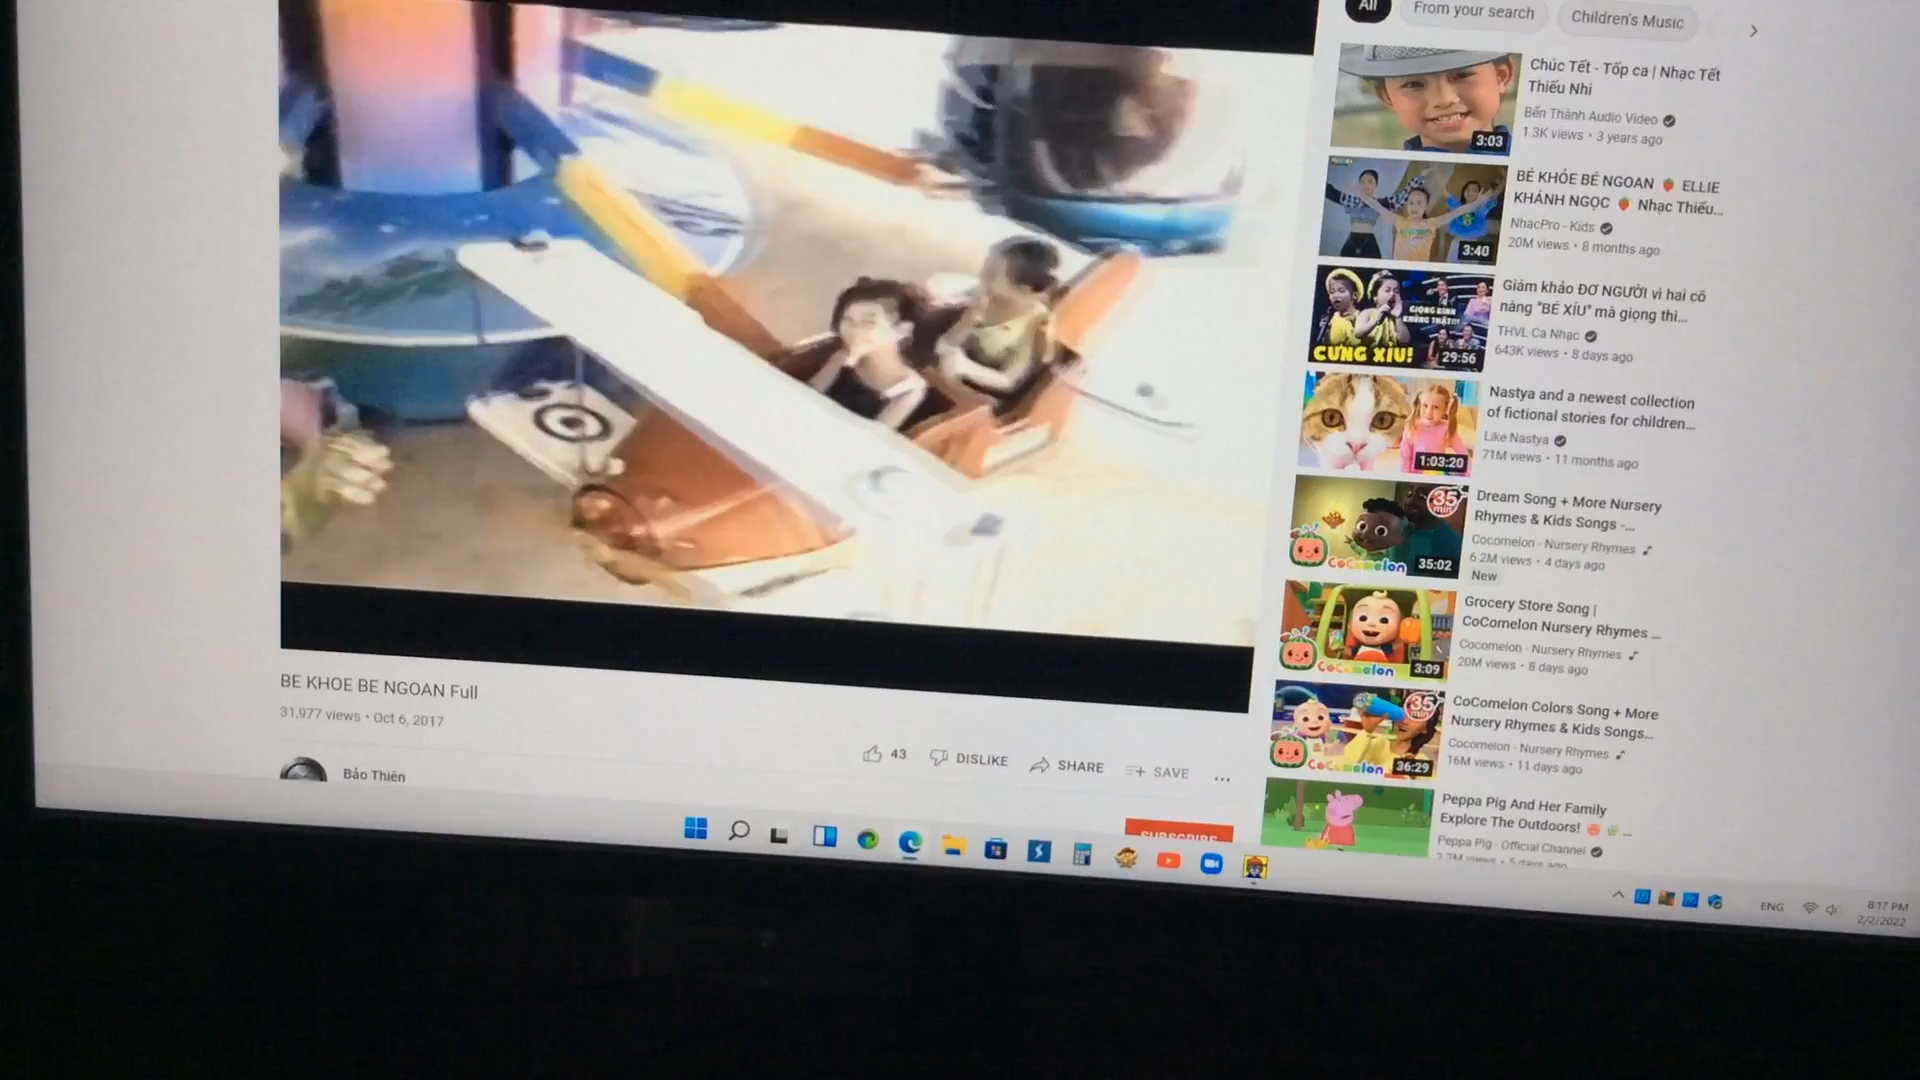 All
From your search
Children's Music
Chúc Tết - Tốp ca | Nhạc Tết
Thiếu Nhi
Bến Thành Audio Video
1.3K views • 3 years ago
3:03
BÉ KHỎE BÉ NGOAN 🍓 ELLIE
KHÁNH NGỌC 🍓 Nhạc Thiếu...
NhacPro - Kids
20M views • 8 months ago
3:40
Giám khảo ĐƠ NGƯỜI vì hai cô
nàng "BÉ XÍU" mà giọng thì...
THVL Ca Nhạc
643K views • 8 days ago
CƯNG XỈU!
29:56
Nastya and a newest collection
of fictional stories for children...
Like Nastya
71M views • 11 months ago
1:03:20
Dream Song + More Nursery
Rhymes & Kids Songs -...
Cocomelon - Nursery Rhymes
6.2M views • 4 days ago
New
35 min
CoComelon
35:02
Grocery Store Song |
CoComelon Nursery Rhymes ...
Cocomelon - Nursery Rhymes
20M views • 8 days ago
CoComelon
3:09
CoComelon Colors Song + More
Nursery Rhymes & Kids Songs...
Cocomelon - Nursery Rhymes
16M views • 11 days ago
35 min
CoComelon
36:29
Peppa Pig And Her Family
Explore The Outdoors! ...
Peppa Pig - Official Channel
5 days ago
BE KHOE BE NGOAN Full
31,977 views • Oct 6, 2017
43
DISLIKE
SHARE
SAVE
Bảo Thiên
SUBSCRIBE
ENG
8:17 PM
2/2/2022